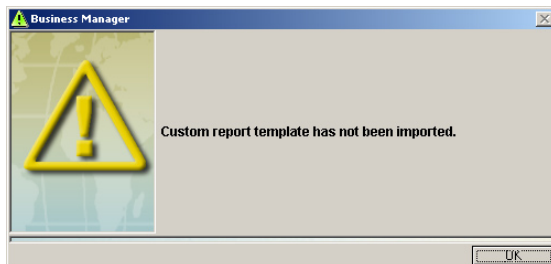 Business Manager
Custom report template has not been imported.
OK